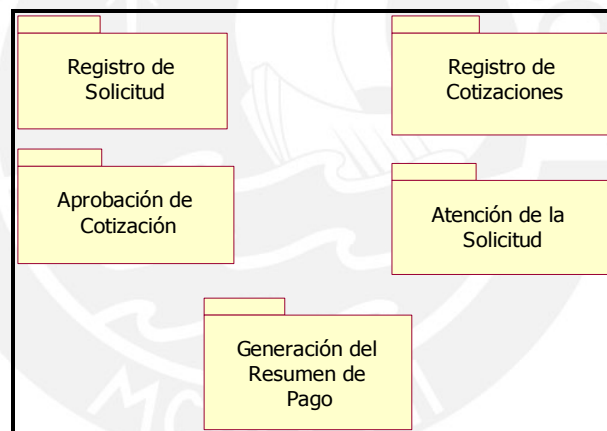 Registro de
Solicitud
Registro de
Cotizaciones
Aprobación de
Cotización
Atención de la
Solicitud
Generación del
Resumen de
Pago